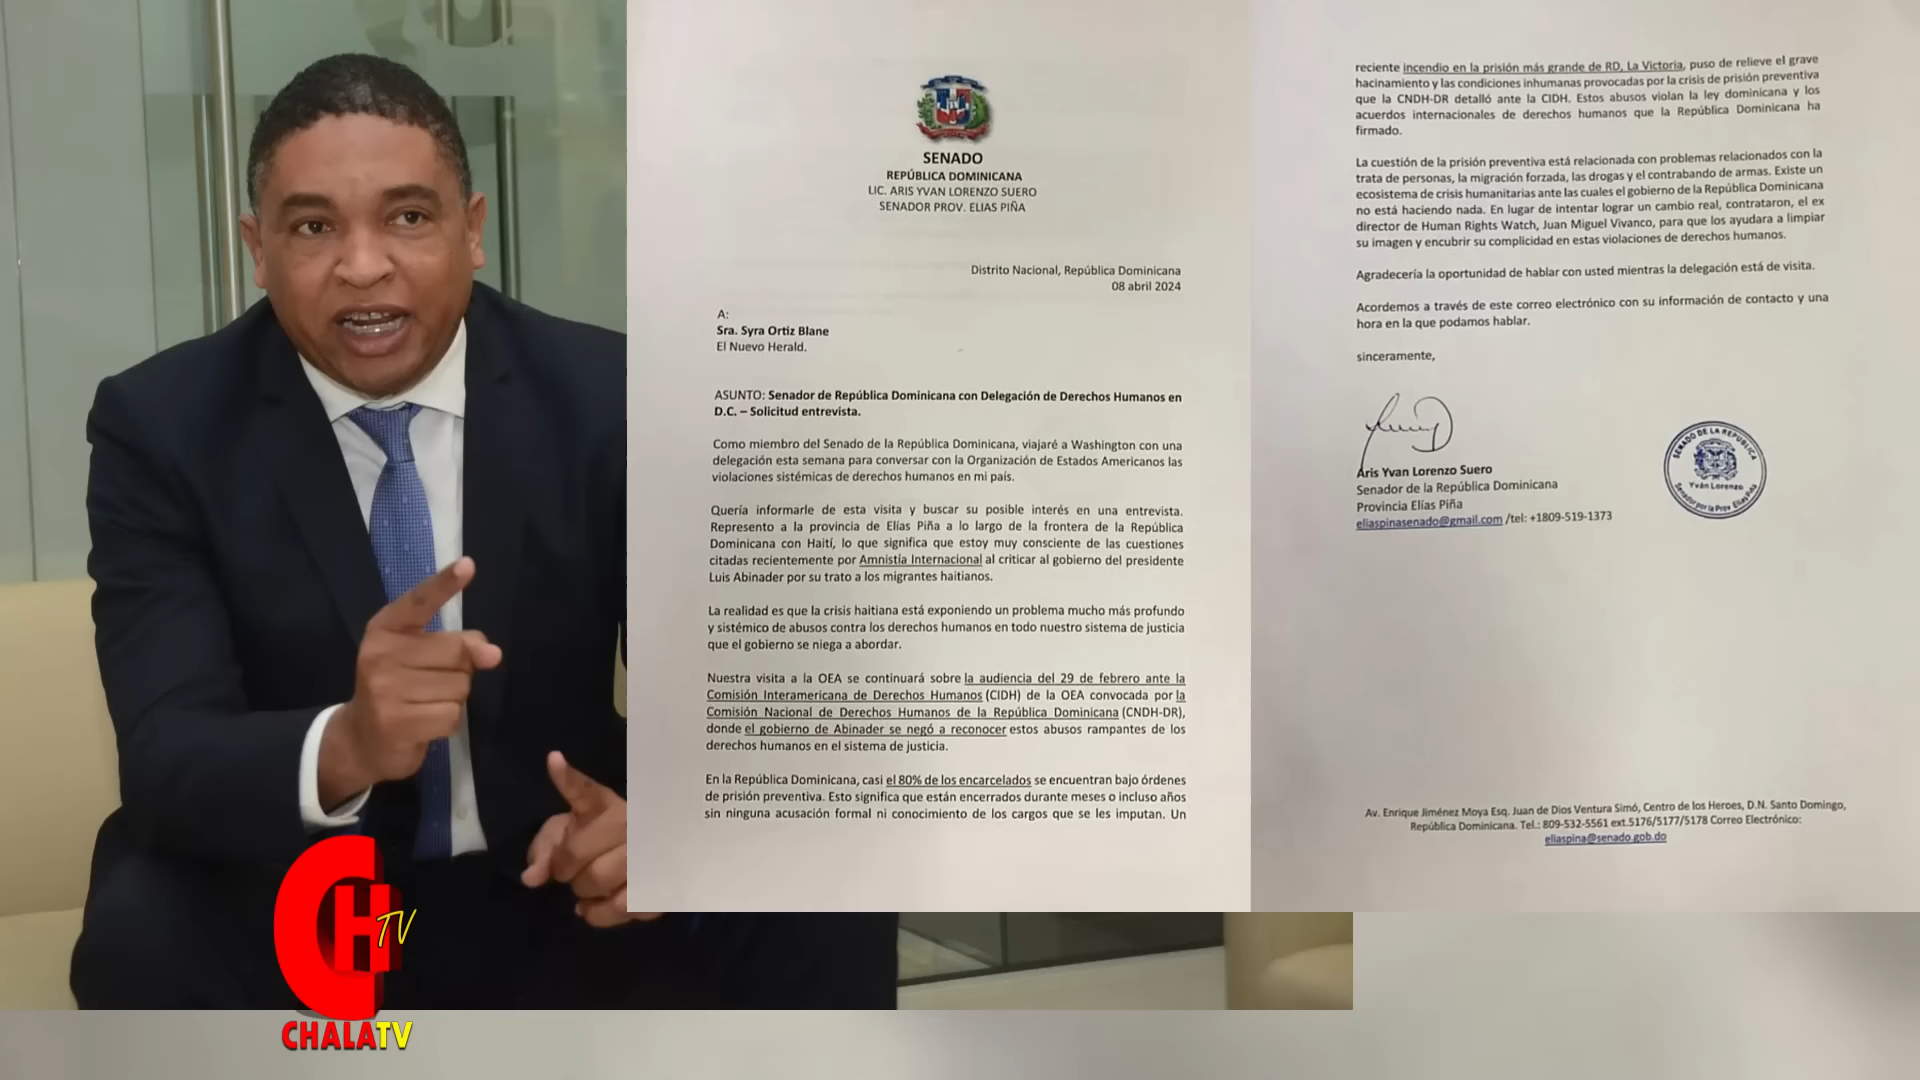 SENADO
REPÚBLICA DOMINICANA
LIC. ARIS YVAN LORENZO SUERO
SENADOR PROV. ELIAS PIÑA
Distrito Nacional, República Dominicana
08 abril 2024
A:
Sra. Syra Ortiz Blane
El Nuevo Herald.
ASUNTO: Senador de República Dominicana con Delegación de Derechos Humanos en
D.C. – Solicitud entrevista.
Como miembro del Senado de la República Dominicana, viajaré a Washington con una
delegación esta semana para conversar con la Organización de Estados Americanos las
violaciones sistémicas de derechos humanos en mi país.
Quería informarle de esta visita y buscar su posible interés en una entrevista.
Represento a la provincia de Elías Piña a lo largo de la frontera de la República
Dominicana con Haití, lo que significa que estoy muy consciente de las cuestiones
citadas recientemente por Amnistía Internacional al criticar al gobierno del presidente
Luis Abinader por su trato a los migrantes haitianos.
La realidad es que la crisis haitiana está exponiendo un problema mucho más profundo
y sistémico de abusos contra los derechos humanos en todo nuestro sistema de justicia
que el gobierno se niega a abordar.
Nuestra visita a la OEA se continuará sobre la audiencia del 29 de febrero ante la
Comisión Interamericana de Derechos Humanos (CIDH) de la OEA convocada por la
Comisión Nacional de Derechos Humanos de la República Dominicana (CNDH-DR),
donde el gobierno de Abinader se negó a reconocer estos abusos rampantes de los
derechos humanos en el sistema de justicia.
En la República Dominicana, casi el 80% de los encarcelados se encuentran bajo órdenes
de prisión preventiva. Esto significa que están encerrados durante meses o incluso años
sin ninguna acusación formal ni conocimiento de los cargos que se les imputan. Un
reciente incendio en la prisión más grande de RD, La Victoria, puso de relieve el grave
hacinamiento y las condiciones inhumanas provocadas por la crisis de prisión preventiva
que la CNDH-DR detalló ante la CIDH. Estos abusos violan la ley dominicana y los
acuerdos internacionales de derechos humanos que la República Dominicana ha
firmado.
La cuestión de la prisión preventiva está relacionada con problemas relacionados con la
trata de personas, la migración forzada, las drogas y el contrabando de armas. Existe un
ecosistema de crisis humanitarias ante las cuales el gobierno de la República Dominicana
no está haciendo nada. En lugar de intentar lograr un cambio real, contrataron, el ex
director de Human Rights Watch, Juan Miguel Vivanco, para que los ayudara a limpiar
su imagen y encubrir su complicidad en estas violaciones de derechos humanos.
Agradecería la oportunidad de hablar con usted mientras la delegación está de visita.
Acordemos a través de este correo electrónico con su información de contacto y una
hora en la que podamos hablar.
sinceramente,
Aris Yvan Lorenzo Suero
Senador de la República Dominicana
Provincia Elías Piña
eliaspinasenado@gmail.com /tel: +1809-519-1373
SENADO DE LA REPUBLICA
Yván Lorenzo
Senador por la Prov. Elías Piña
Av. Enrique Jiménez Moya Esq. Juan de Dios Ventura Simó, Centro de los Heroes, D.N. Santo Domingo,
República Dominicana. Tel.: 809-532-5561 ext.5176/5177/5178 Correo Electrónico:
eliaspina@senado.gob.do
CH TV
CHALATV